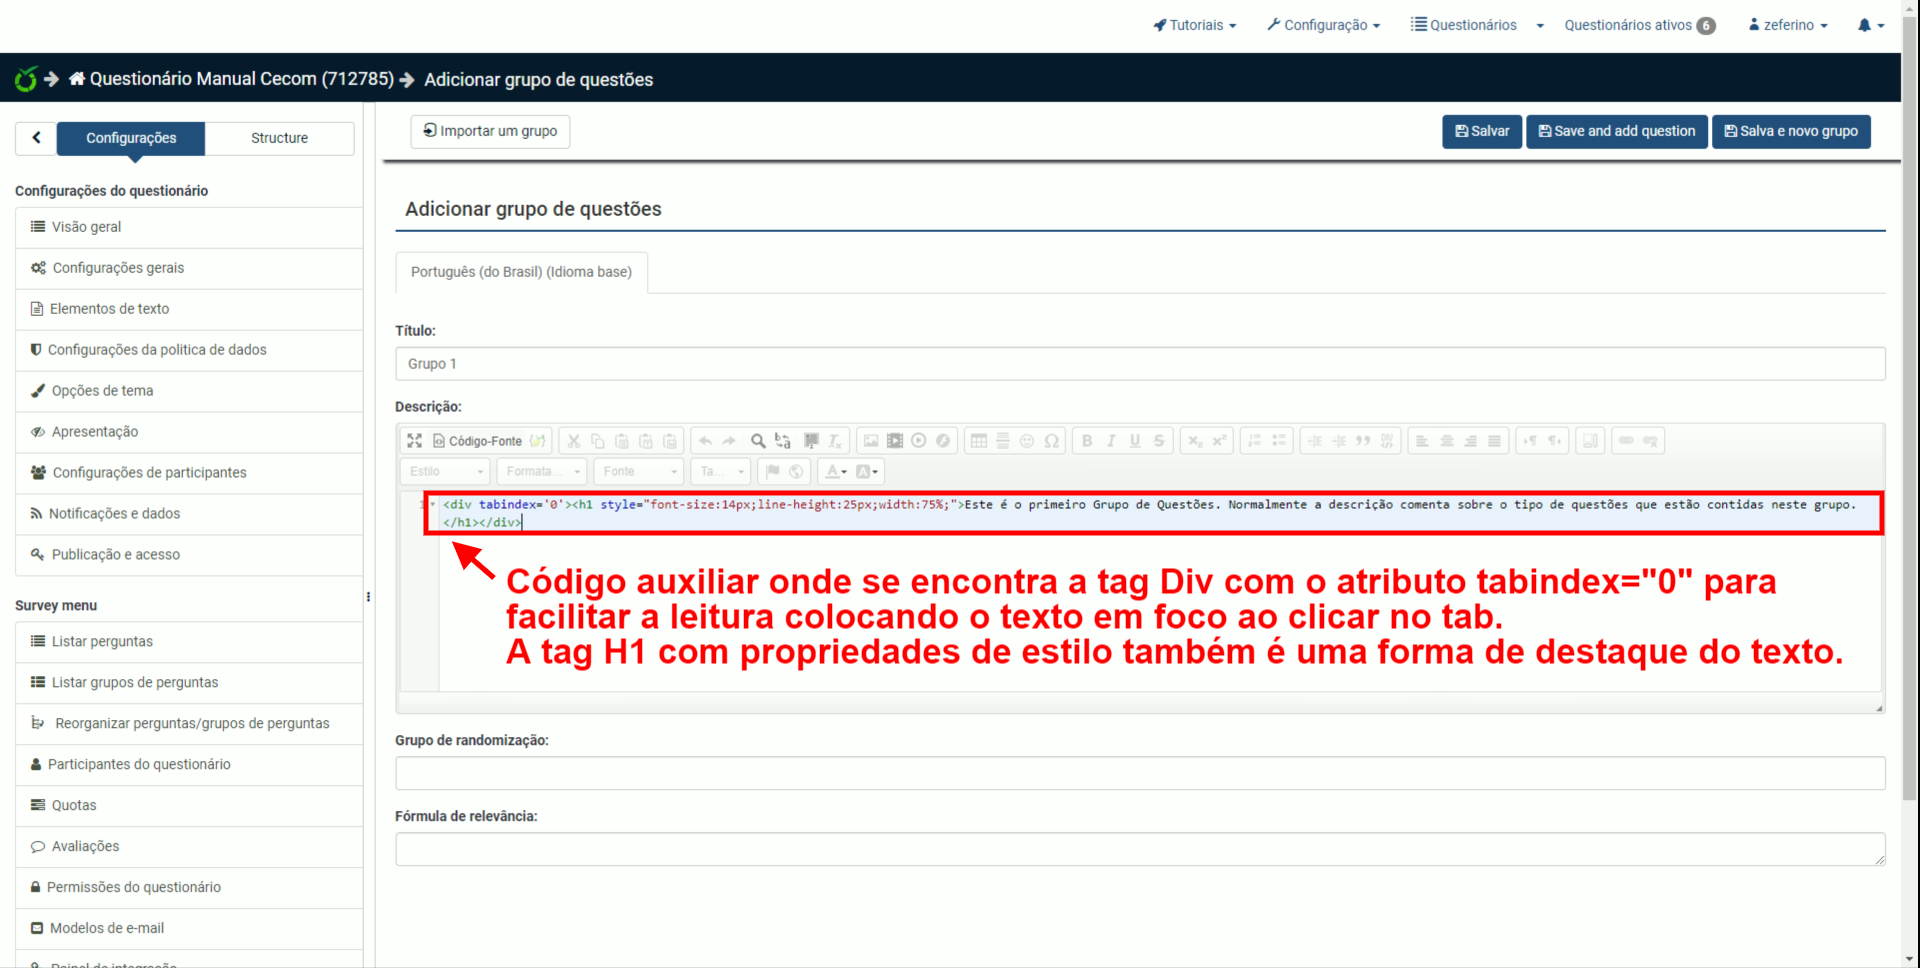 Tutoriais
Configuração
Questionários
Questionários ativos 6
zeferino
Questionário Manual Cecom (712785)
Adicionar grupo de questões
Configurações
Structure
Importar um grupo
Salvar
Save and add question
Salva e novo grupo
Configurações do questionário
Visão geral
Configurações gerais
Elementos de texto
Configurações da politica de dados
Opções de tema
Apresentação
Configurações de participantes
Notificações e dados
Publicação e acesso
Survey menu
Listar perguntas
Listar grupos de perguntas
Reorganizar perguntas/grupos de perguntas
Participantes do questionário
Quotas
Avaliações
Permissões do questionário
Modelos de e-mail
Painel de integração
Adicionar grupo de questões
Português (do Brasil) (Idioma base)
Título:
Grupo 1
Descrição:
Código-Fonte
Estilo
Formata...
Fonte
Ta...
1
<div tabindex='0'><h1 style="font-size:14px;line-height:25px;width:75%;">Este é o primeiro Grupo de Questões. Normalmente a descrição comenta sobre o tipo de questões que estão contidas neste grupo.
</h1></div>
Código auxiliar onde se encontra a tag Div com o atributo tabindex="0" para
facilitar a leitura colocando o texto em foco ao clicar no tab.
A tag H1 com propriedades de estilo também é uma forma de destaque do texto.
Grupo de randomização:
Fórmula de relevância: